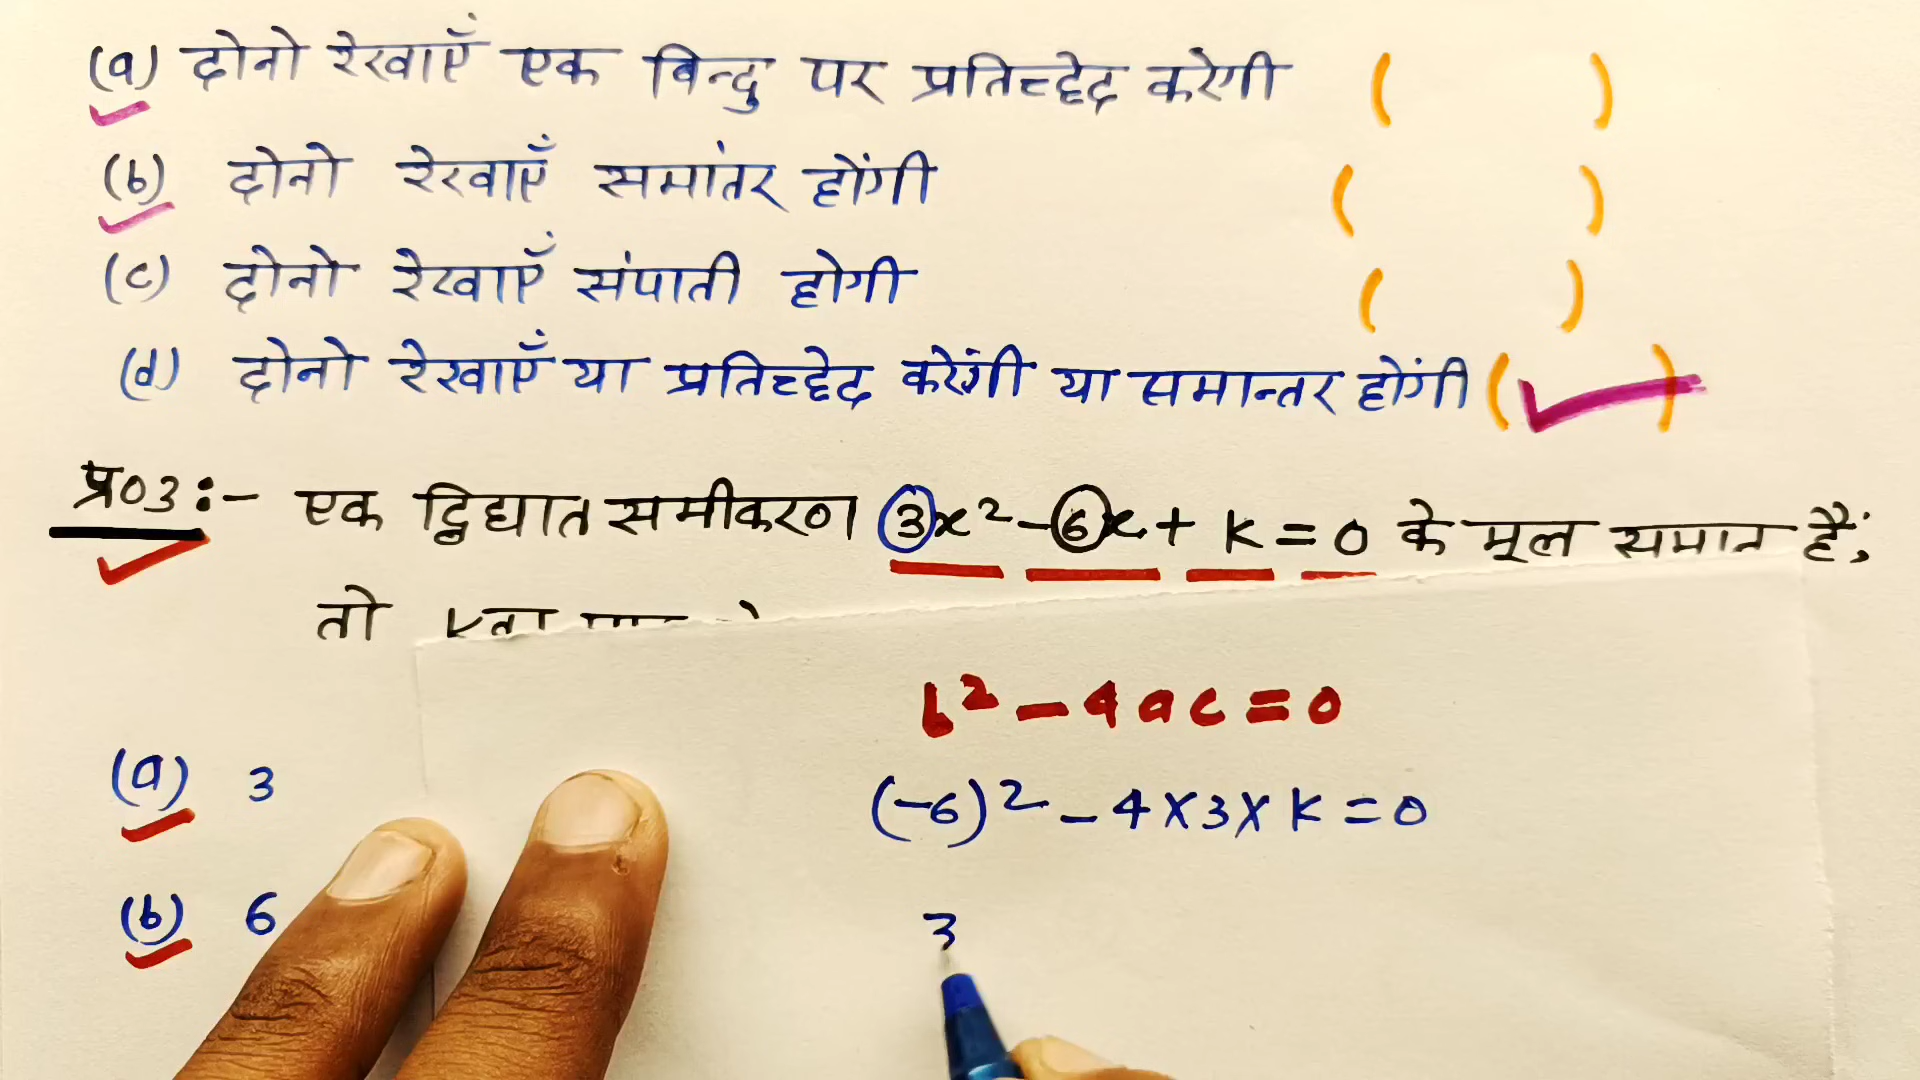 (a) दोनो रेखाएँ एक बिन्दु पर प्रतिच्छेद करेगी ( )
(b) दोनो रेखाएँ समांतर होंगी ( )
(c) दोनो रेखाएँ संपाती होगी ( )
(d) दोनो रेखाएँ या प्रतिच्छेद करेंगी या समान्तर होंगी (✓)
प्र०3:- एक द्विघात समीकरण 3x² - 6x + k = 0 के मूल समान हैं;
तो
b² - 4ac = 0
(a) 3
(-6)² - 4×3×k = 0
(b) 6
3